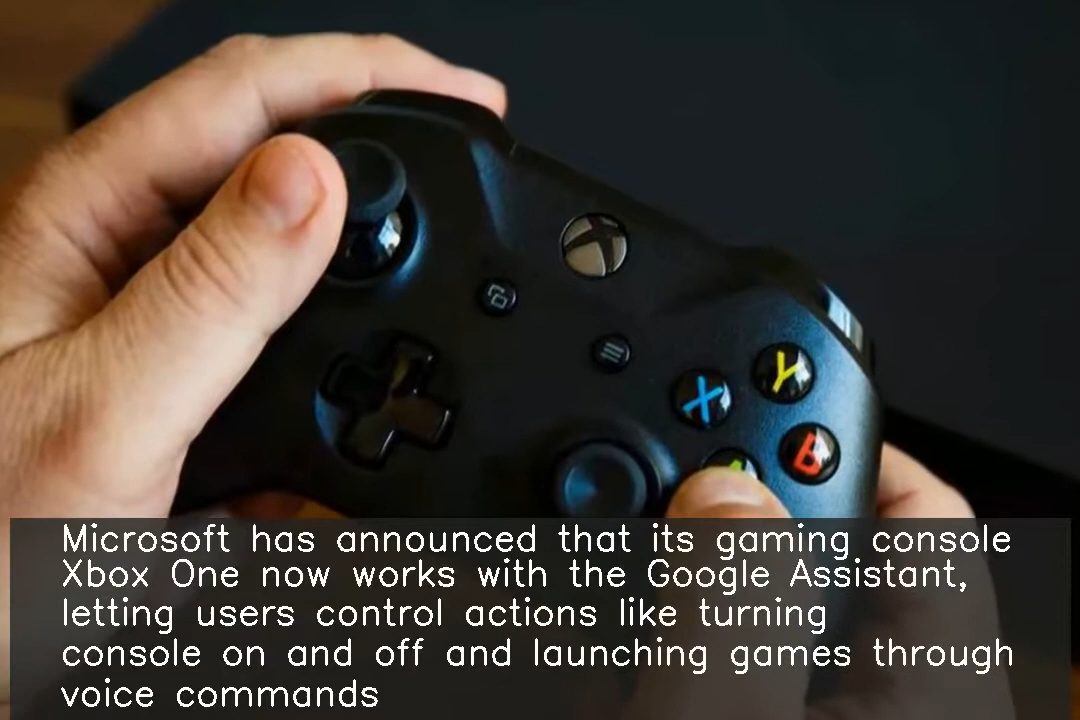 Microsoft has announced that its gaming console
Xbox One now works with the Google Assistant,
letting users control actions like turning
console on and off and launching games through
voice commands
Y
X
B